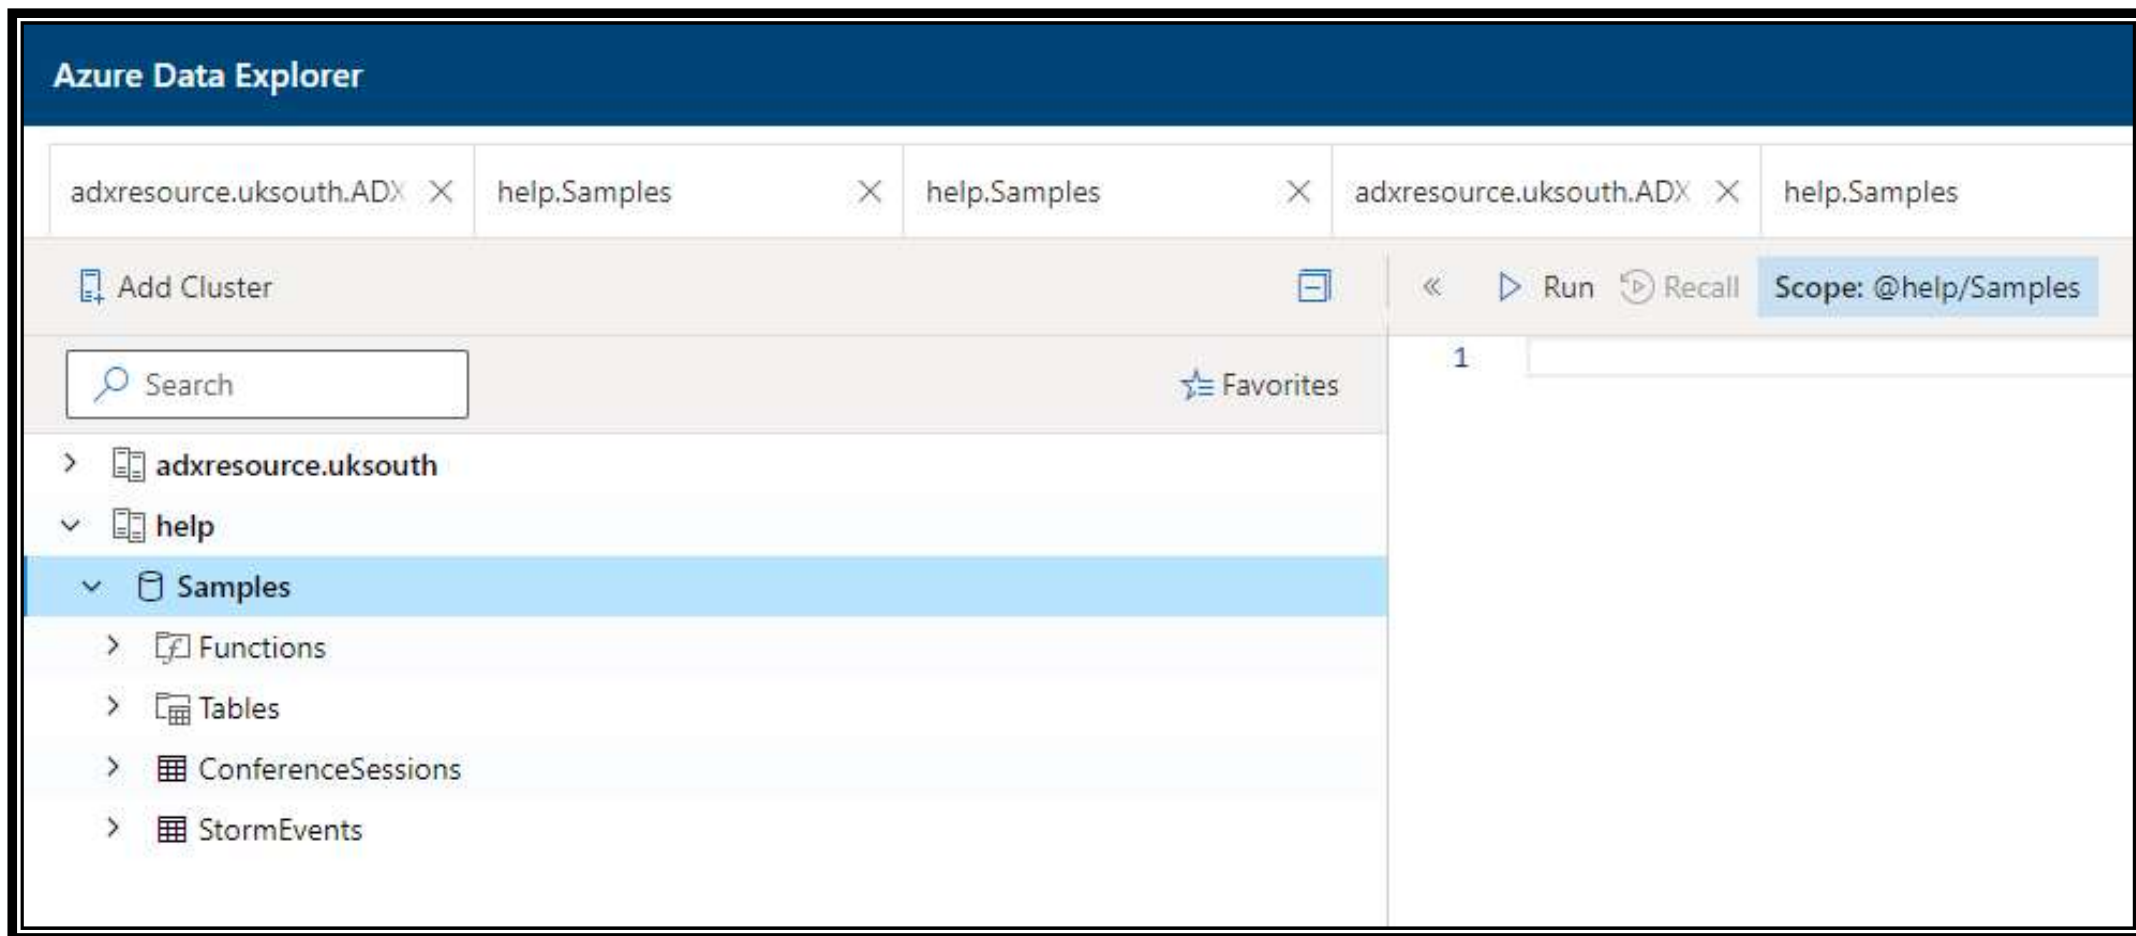 Azure Data Explorer
adxresource.uksouth.ADX help.Samples help.Samples adxresource.uksouth.ADX help.Samples
Add Cluster « Run Recall Scope: @help/Samples
Search Favorites 1
adxresource.uksouth
help
Samples
Functions
Tables
ConferenceSessions
StormEvents